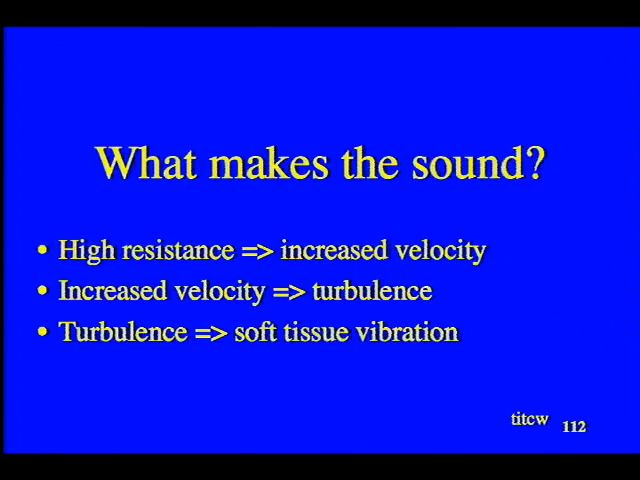 What makes the sound?
• High resistance => increased velocity
• Increased velocity => turbulence
• Turbulence => soft tissue vibration
titcw 112